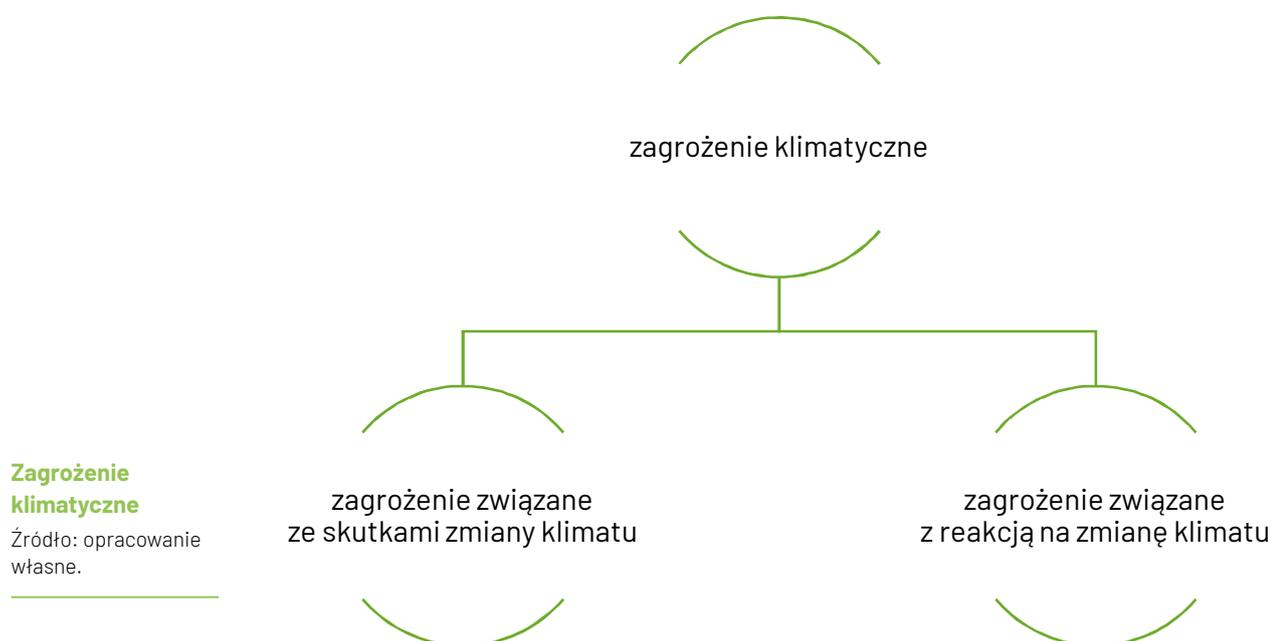 zagrożenie klimatyczne
zagrożenie związane
ze skutkami zmiany klimatu
zagrożenie związane
z reakcją na zmianę klimatu
Zagrożenie
klimatyczne
Źródło: opracowanie
własne.